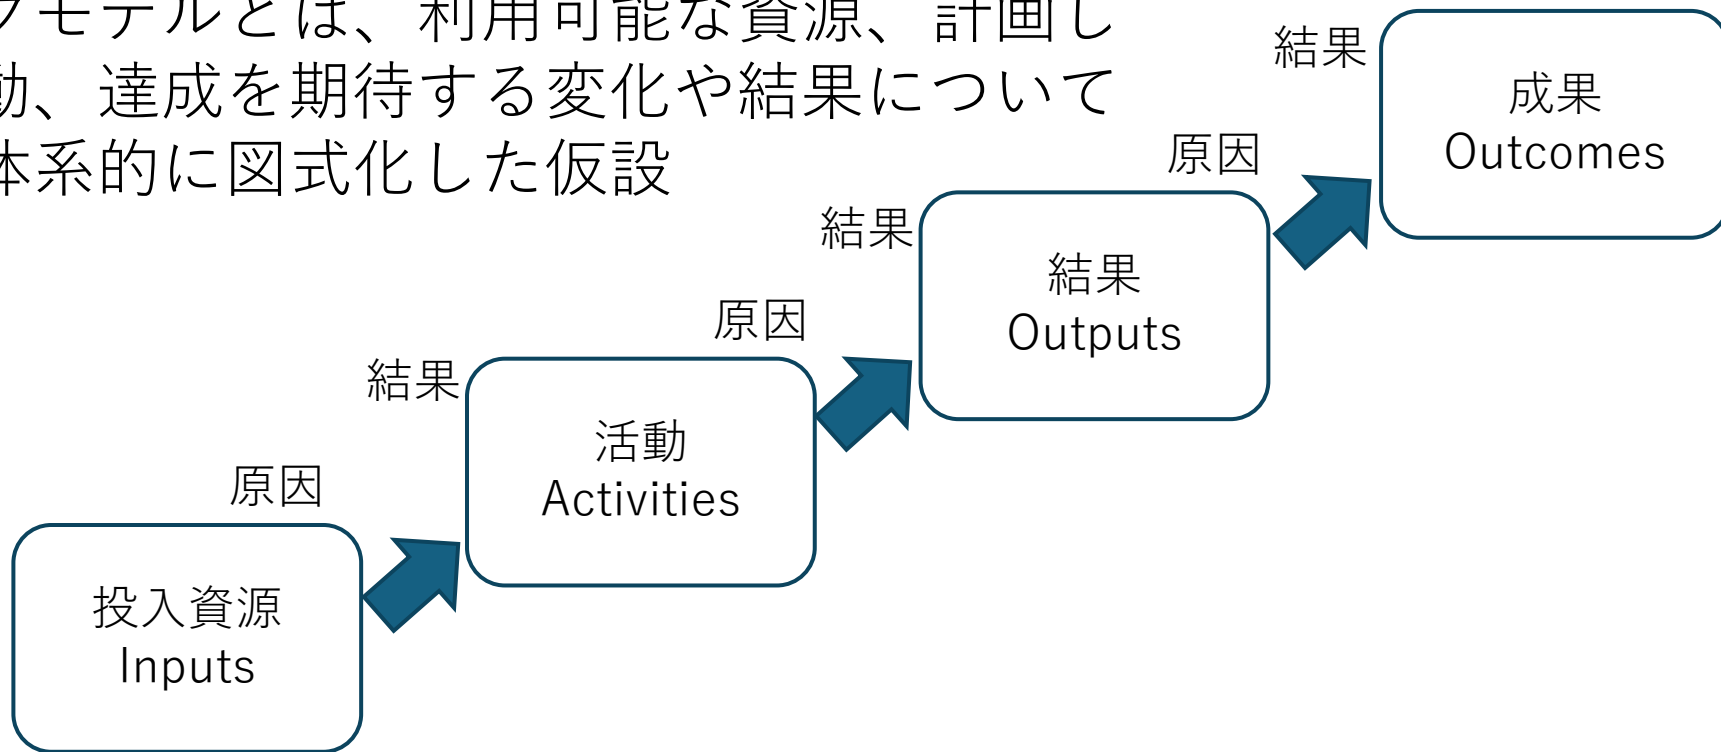 クモデルとは、利用可能な資源、計画し
動、達成を期待する変化や結果について
体系的に図式化した仮設
結果
成果
Outcomes
原因
結果
結果
Outputs
原因
結果
活動
Activities
原因
投入資源
Inputs